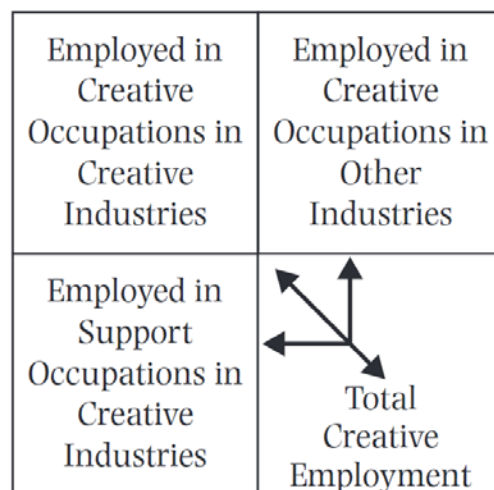 Employed in
Creative
Occupations in
Creative
Industries
Employed in
Creative
Occupations in
Other
Industries
Employed in
Support
Occupations in
Creative
Industries
Total
Creative
Employment